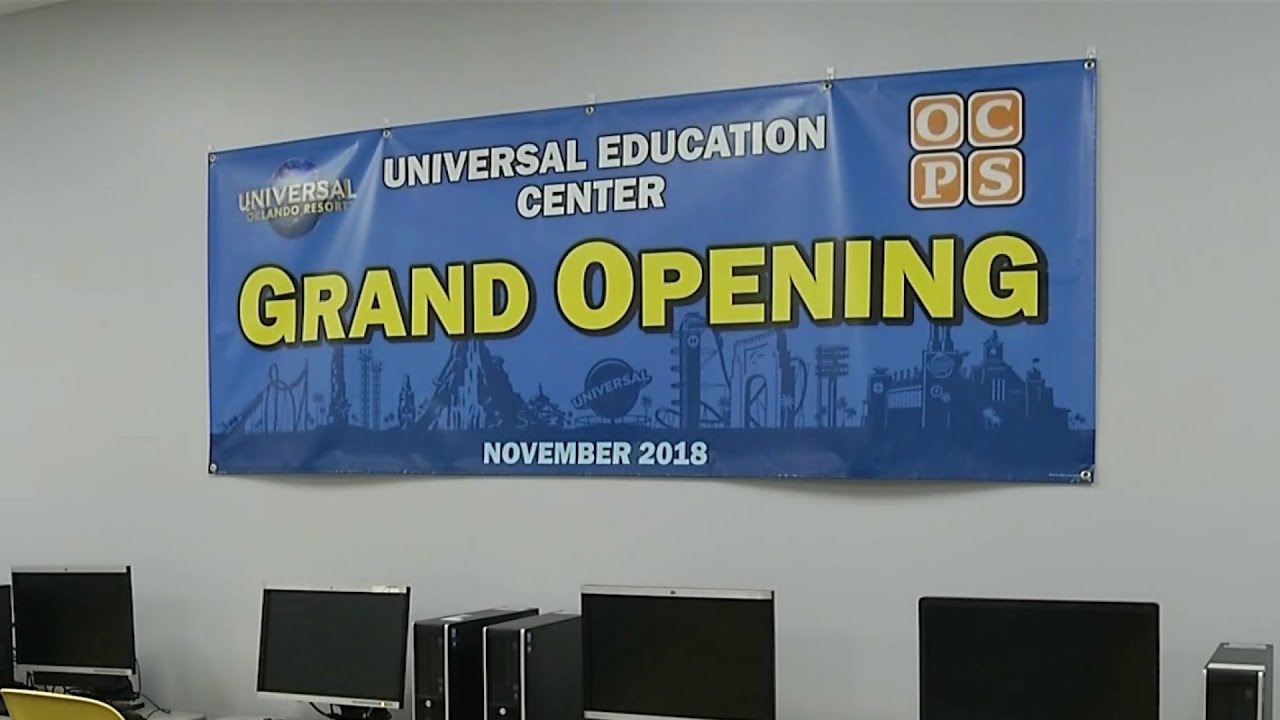 UNIVERSAL
ORLANDO RESORT
UNIVERSAL EDUCATION
CENTER
OC
PS
GRAND OPENING
UNIVERSAL
NOVEMBER 2018